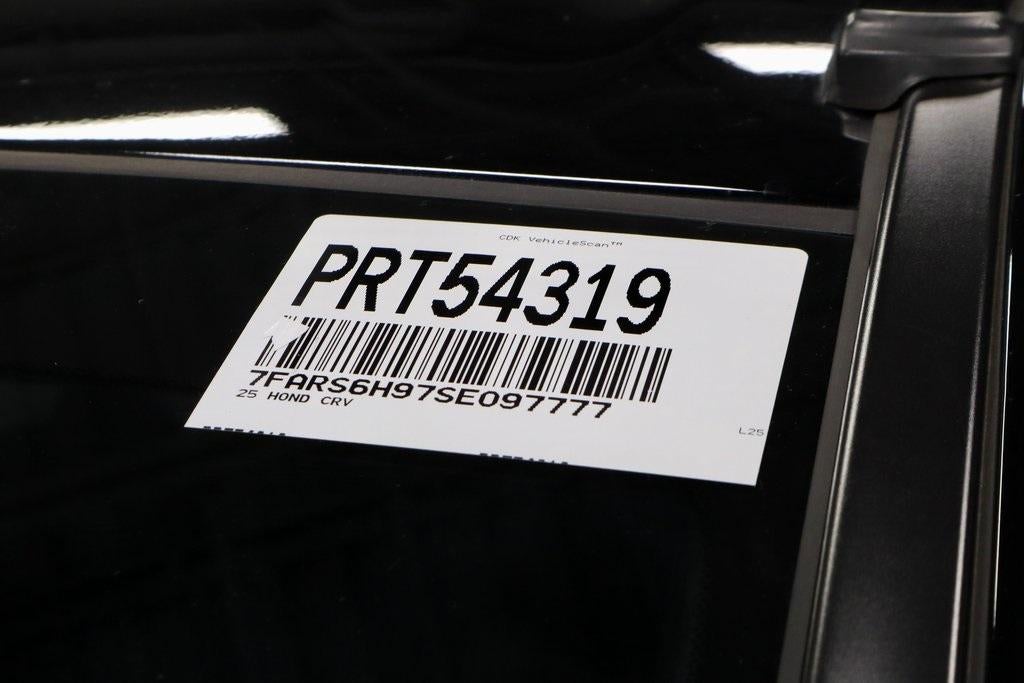 CDK VehicleScan™
PRT54319
7FARS6H97SE097777
25 HOND CRV
L25